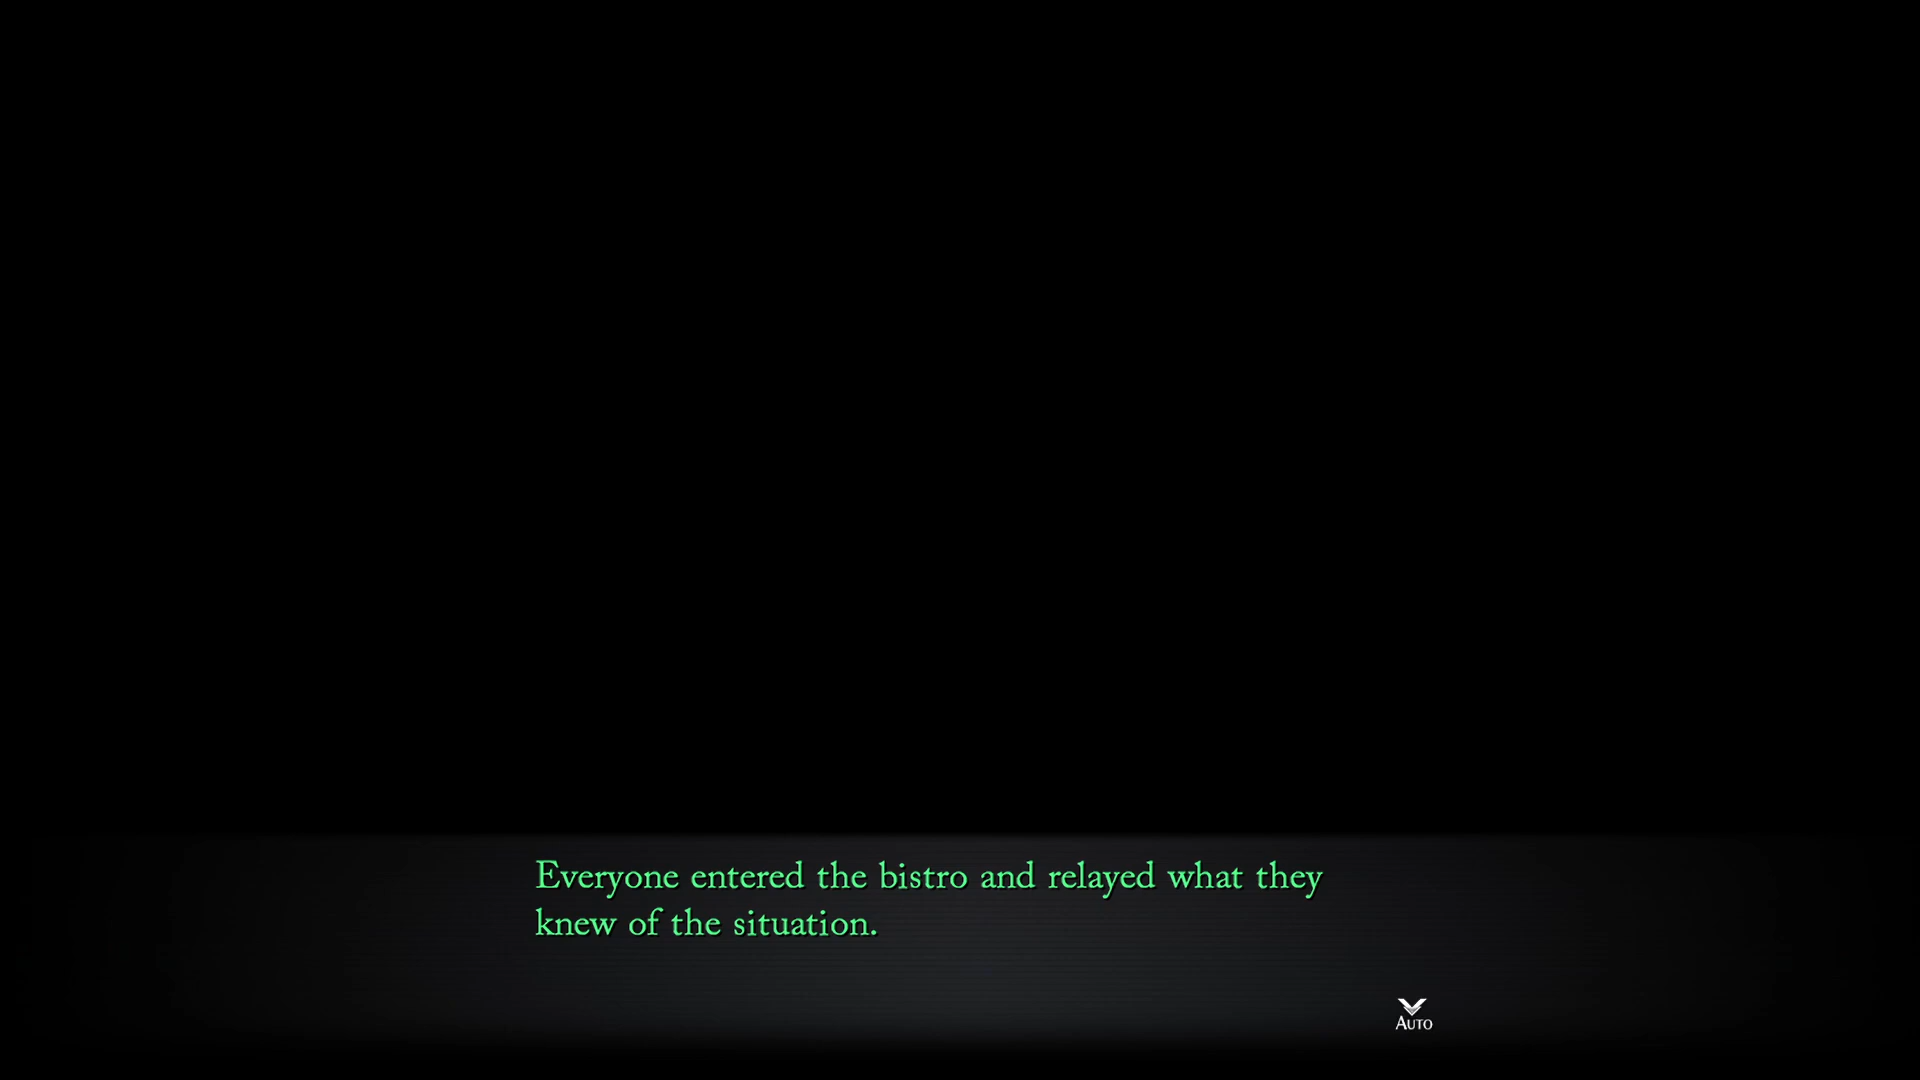 Everyone entered the bistro and relayed what they
knew of the situation.
AUTO